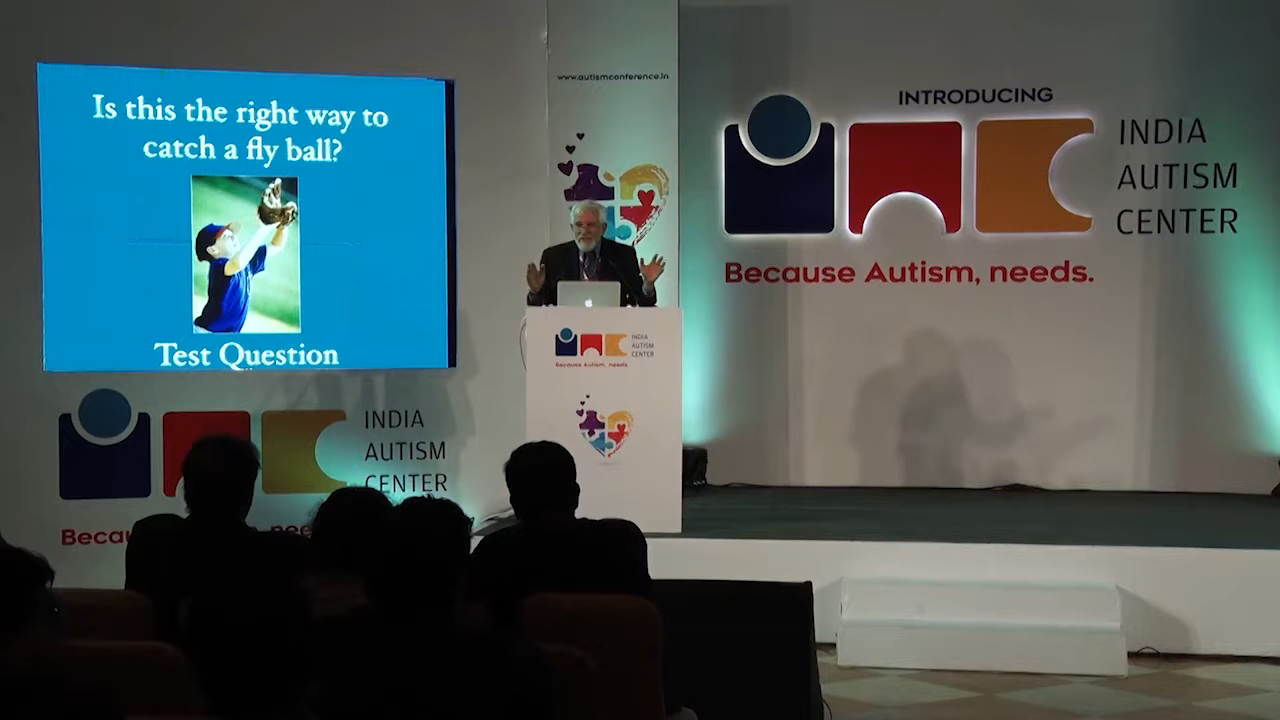 Is this the right way to
catch a fly ball?
Test Question
www.autismconference.in
INTRODUCING
INDIA
AUTISM
CENTER
Because Autism, needs.
INDIA
AUTISM
CENTER
Because Autism, needs.
INDIA
AUTISM
CENTER